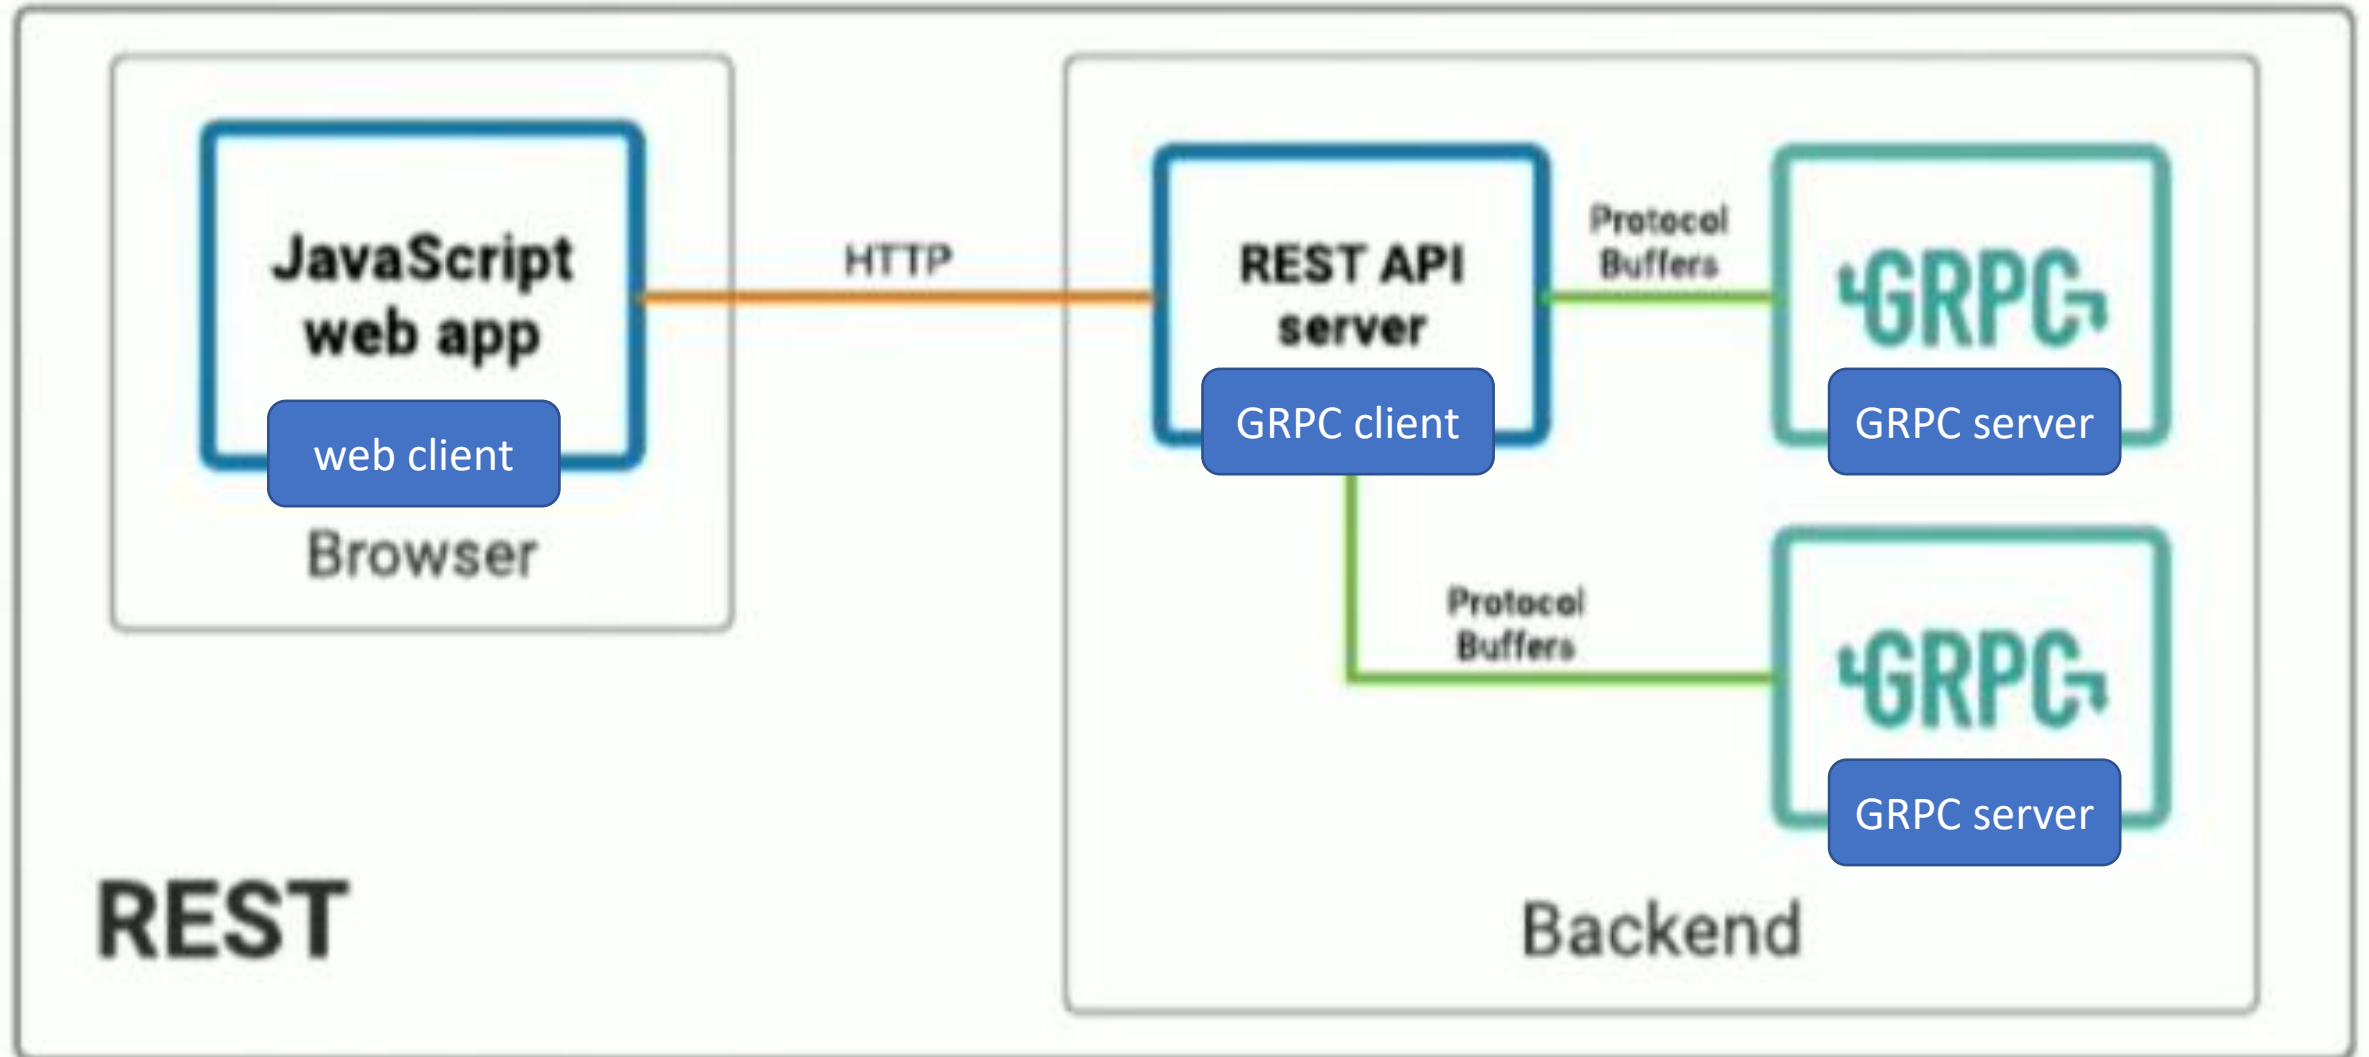 JavaScript
web app
web client
Browser
HTTP
REST API
server
GRPC client
Protocol
Buffers
GRPC
GRPC server
Protocol
Buffers
GRPC
GRPC server
REST
Backend